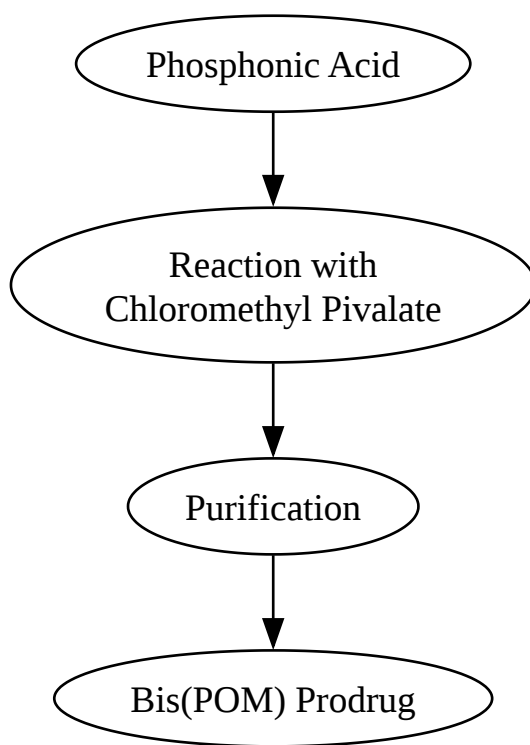 Phosphonic Acid
Reaction with
Chloromethyl Pivalate
Purification
Bis(POM) Prodrug